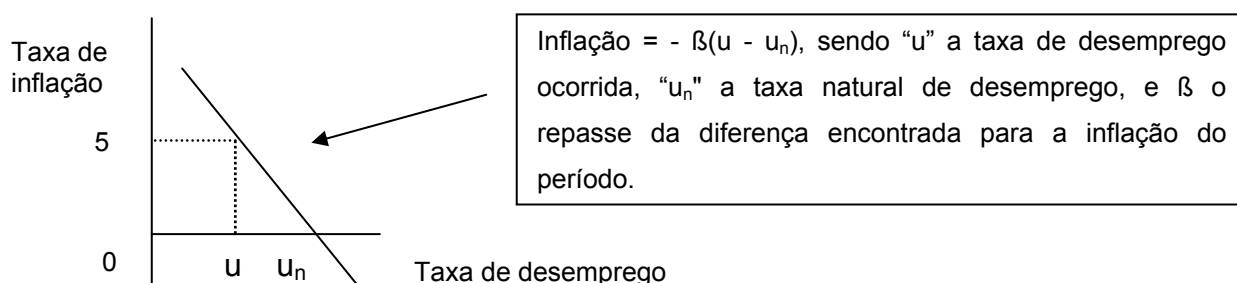 Taxa de
inflação
5
0
u
uₙ
Taxa de desemprego
Inflação = - ß(u - uₙ), sendo “u” a taxa de desemprego
ocorrida, “uₙ" a taxa natural de desemprego, e ß o
repasse da diferença encontrada para a inflação do
período.